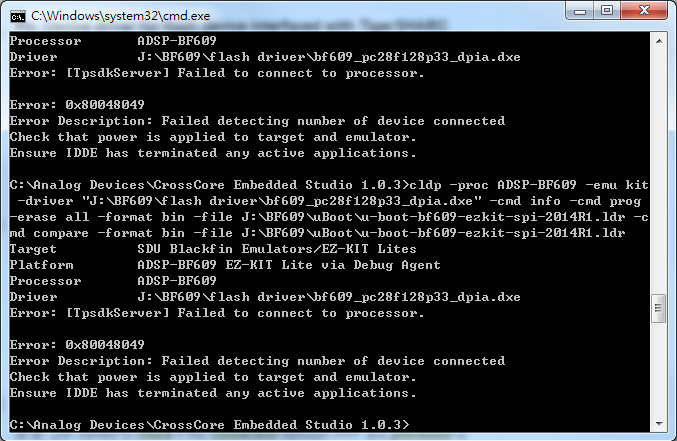 C:\Windows\system32\cmd.exe
Processor ADSP-BF609
Driver J:\BF609\flash driver\bf609_pc28f128p33_dpia.dxe
Error: [TpsdkServer] Failed to connect to processor.
Error: 0x80048049
Error Description: Failed detecting number of device connected
Check that power is applied to target and emulator.
Ensure IDDE has terminated any active applications.
C:\Analog Devices\CrossCore Embedded Studio 1.0.3>cldp -proc ADSP-BF609 -emu kit
-driver "J:\BF609\flash driver\bf609_pc28f128p33_dpia.dxe" -cmd info -cmd prog
-erase all -format bin -file J:\BF609\uBoot\u-boot-bf609-ezkit-spi-2014R1.ldr -c
md compare -format bin -file J:\BF609\uBoot\u-boot-bf609-ezkit-spi-2014R1.ldr
Target SDU Blackfin Emulators/EZ-KIT Lites
Platform ADSP-BF609 EZ-KIT Lite via Debug Agent
Processor ADSP-BF609
Driver J:\BF609\flash driver\bf609_pc28f128p33_dpia.dxe
Error: [TpsdkServer] Failed to connect to processor.
Error: 0x80048049
Error Description: Failed detecting number of device connected
Check that power is applied to target and emulator.
Ensure IDDE has terminated any active applications.
C:\Analog Devices\CrossCore Embedded Studio 1.0.3>